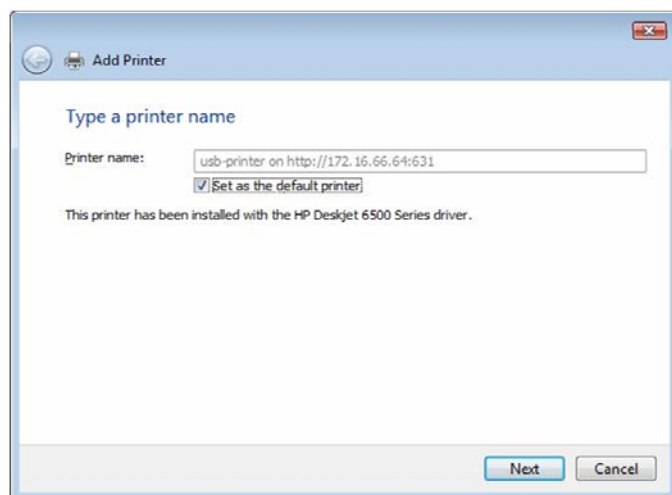 Add Printer
Type a printer name
Printer name:
usb-printer on http://172.16.66.64:631
Set as the default printer
This printer has been installed with the HP Deskjet 6500 Series driver.
Next Cancel